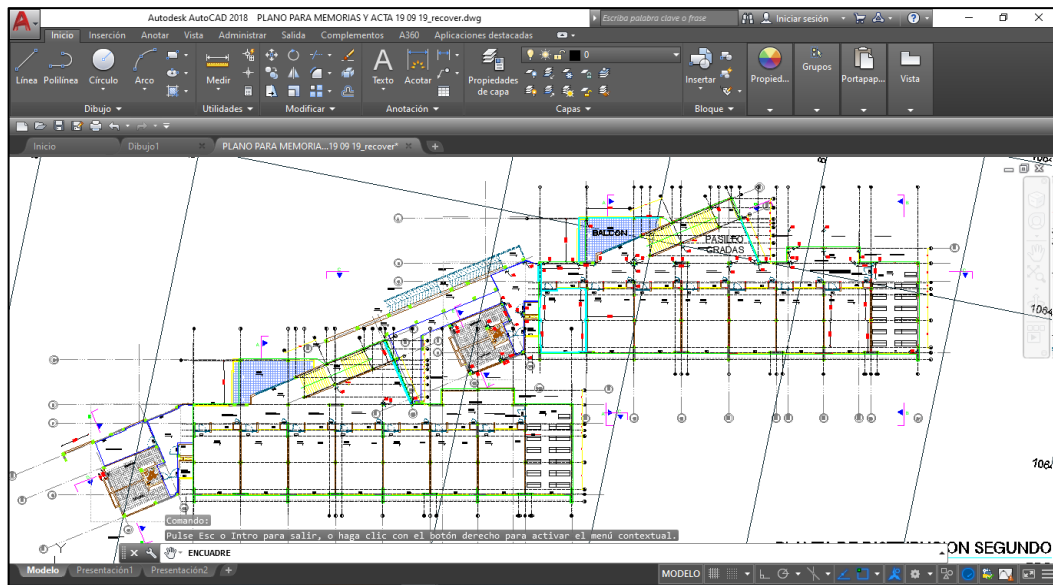 Autodesk AutoCAD 2018 PLANO PARA MEMORIAS Y ACTA 19 09 19_recover.dwg
Escriba palabra clave o frase
Iniciar sesión
Inicio Inserción Anotar Vista Administrar Salida Complementos A360 Aplicaciones destacadas
0
Línea Polilínea Círculo Arco Medir Texto Acotar Propiedades de capa Insertar Propied... Grupos Portapap... Vista
Dibujo Utilidades Modificar Anotación Capas Bloque
Inicio Dibujo1 PLANO PARA MEMORIA...19 09 19_recover*
BALCON
PASILLO
GRADAS
Comando:
Pulse Esc o Intro para salir, o haga clic con el botón derecho para activar el menú contextual.
ENCUADRE
ON SEGUNDO
Modelo Presentación1 Presentación2 +
MODELO